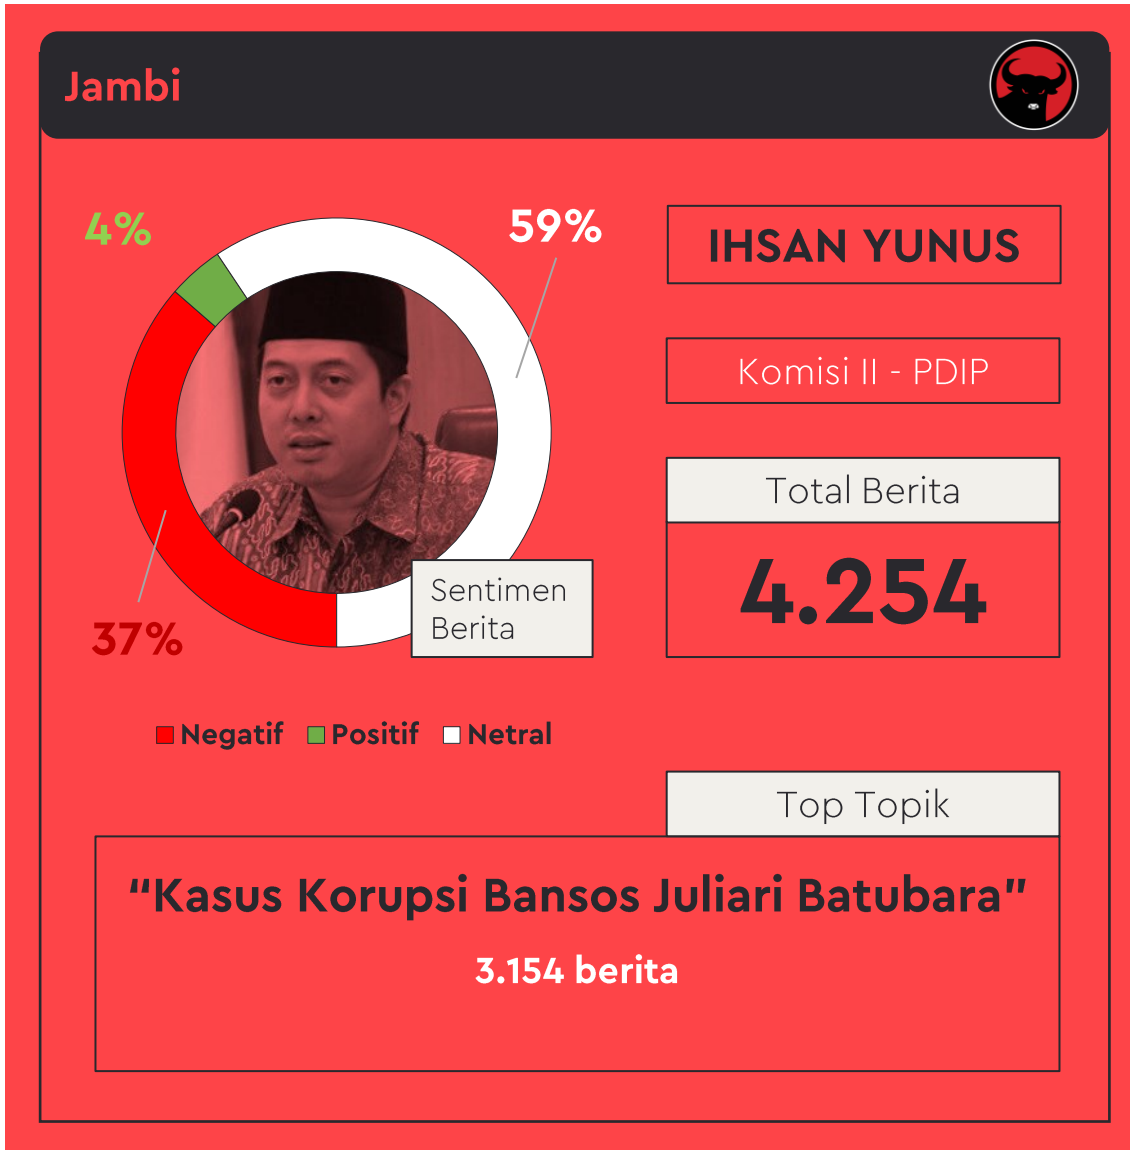 Jambi
4%
59%
37%
Sentimen
Berita
Negatif Positif Netral
IHSAN YUNUS
Komisi II - PDIP
Total Berita
4.254
Top Topik
“Kasus Korupsi Bansos Juliari Batubara”
3.154 berita